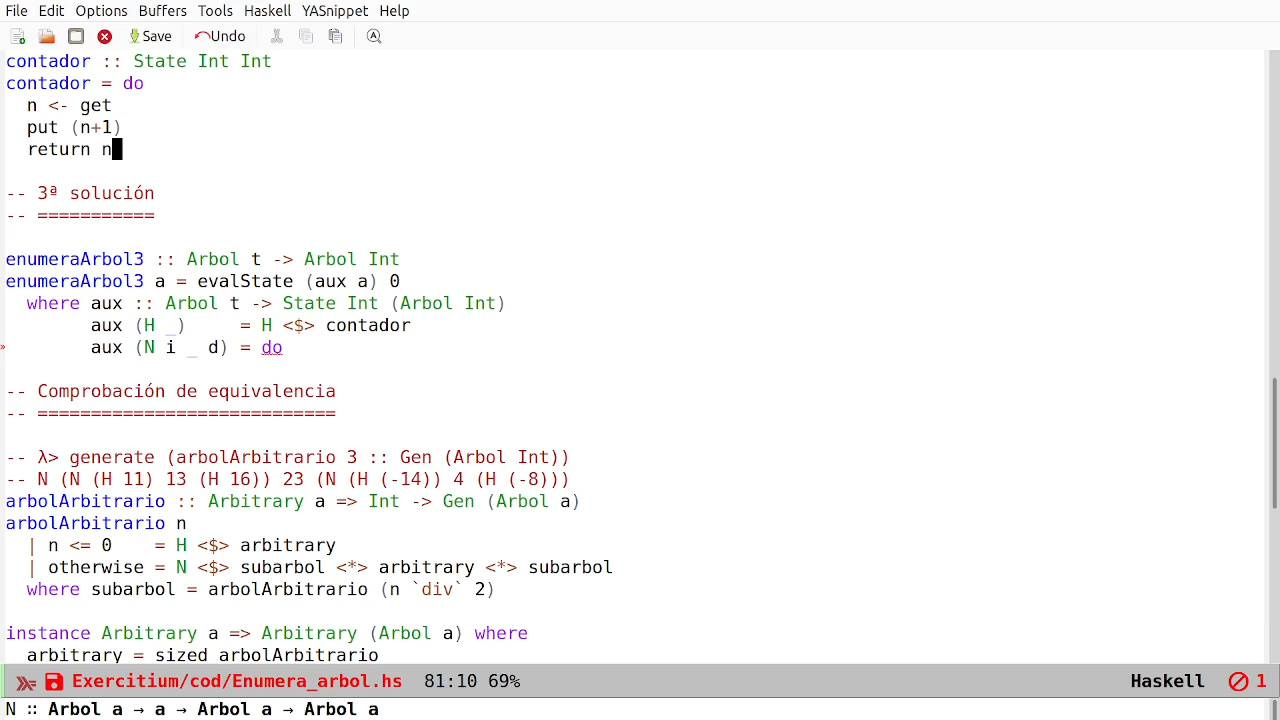 File Edit Options Buffers Tools Haskell YASnippet Help
Save Undo
contador :: State Int Int
contador = do
  n <- get
  put (n+1)
  return n
-- 3ª solución
-- ===========
enumeraArbol3 :: Arbol t -> Arbol Int
enumeraArbol3 a = evalState (aux a) 0
  where aux :: Arbol t -> State Int (Arbol Int)
        aux (H _)     = H <$> contador
        aux (N i _ d) = do
-- Comprobación de equivalencia
-- ============================
-- λ> generate (arbolArbitrario 3 :: Gen (Arbol Int))
-- N (N (H 11) 13 (H 16)) 23 (N (H (-14)) 4 (H (-8)))
arbolArbitrario :: Arbitrary a => Int -> Gen (Arbol a)
arbolArbitrario n
  | n <= 0    = H <$> arbitrary
  | otherwise = N <$> subarbol <*> arbitrary <*> subarbol
  where subarbol = arbolArbitrario (n `div` 2)
instance Arbitrary a => Arbitrary (Arbol a) where
  arbitrary = sized arbolArbitrario
Exercitium/cod/Enumera_arbol.hs 81:10 69% Haskell 1
N :: Arbol a → a → Arbol a → Arbol a